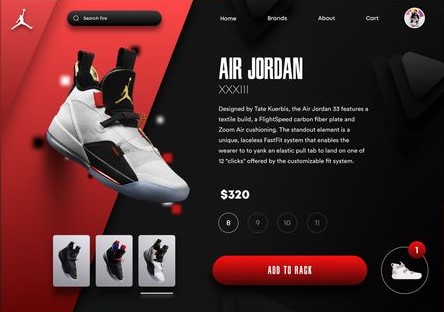 Search fire
Home
Brands
About
Cart
AIR JORDAN
XXXIII
Designed by Tate Kuerbis, the Air Jordan 33 features a
textile build, a FlightSpeed carbon fiber plate and
Zoom Air cushioning. The standout element is a
unique, laceless FastFit system that enables the
wearer to to yank an elastic pull tab to land on one of
12 "clicks" offered by the customizable fit system.
$320
8
9
10
11
ADD TO RACK
1